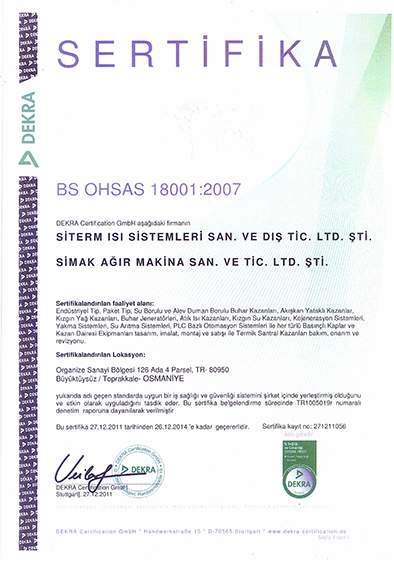 SERTİFİKA
DEKRA
BS OHSAS 18001:2007
DEKRA Certification GmbH aşağıdaki firmanın
SİTERM ISI SİSTEMLERİ SAN. VE DIŞ TİC. LTD. ŞTİ.
SİMAK AĞIR MAKİNA SAN. VE TİC. LTD. ŞTİ.
Sertifikalandırılan faaliyet alanı:
Endüstriyel Tip, Paket Tip, Su Borulu ve Alev Duman Borulu Buhar Kazanları, Akışkan Yataklı Kazanlar,
Kızgın Yağ Kazanları, Buhar Jeneratörleri, Atık Isı Kazanları, Kızgın Su Kazanları, Kojenerasyon Sistemleri,
Yakma Sistemleri, Su Arıtma Sistemleri, PLC Bazlı Otomasyon Sistemleri ile her türlü Basınçlı Kaplar ve
Kazan Dairesi Ekipmanları tasarım, imalat, montaj ve satışı ile Termik Santral Kazanları bakım, onarım ve
revizyonu.
Sertifikalandırılan Lokasyon:
Organize Sanayi Bölgesi 126 Ada 4 Parsel, TR- 80950
Büyüktüysüz / Toprakkale- OSMANİYE
yukarıda adı geçen standarda uygun bir iş sağlığı ve güvenliği sistemini şirket içinde yerleştirmiş olduğunu
ve etkin olarak uyguladığını tasdik eder. Bu sertifika belgelendirme sürecinde TR1005019r numaralı
denetim raporuna dayanılarak verilmiştir
Bu sertifika 27.12.2011 tarihinden 26.12.2014 'e kadar geçererlidir.
Sertifika kayıt no: 271211056
DEKRA
DEKRA Certification GmbH
Stuttgart, 27.12.2011
DEKRA Certification GmbH * Handwerkstraße 15 * D-70565 Stuttgart * www.dekra-certification.de